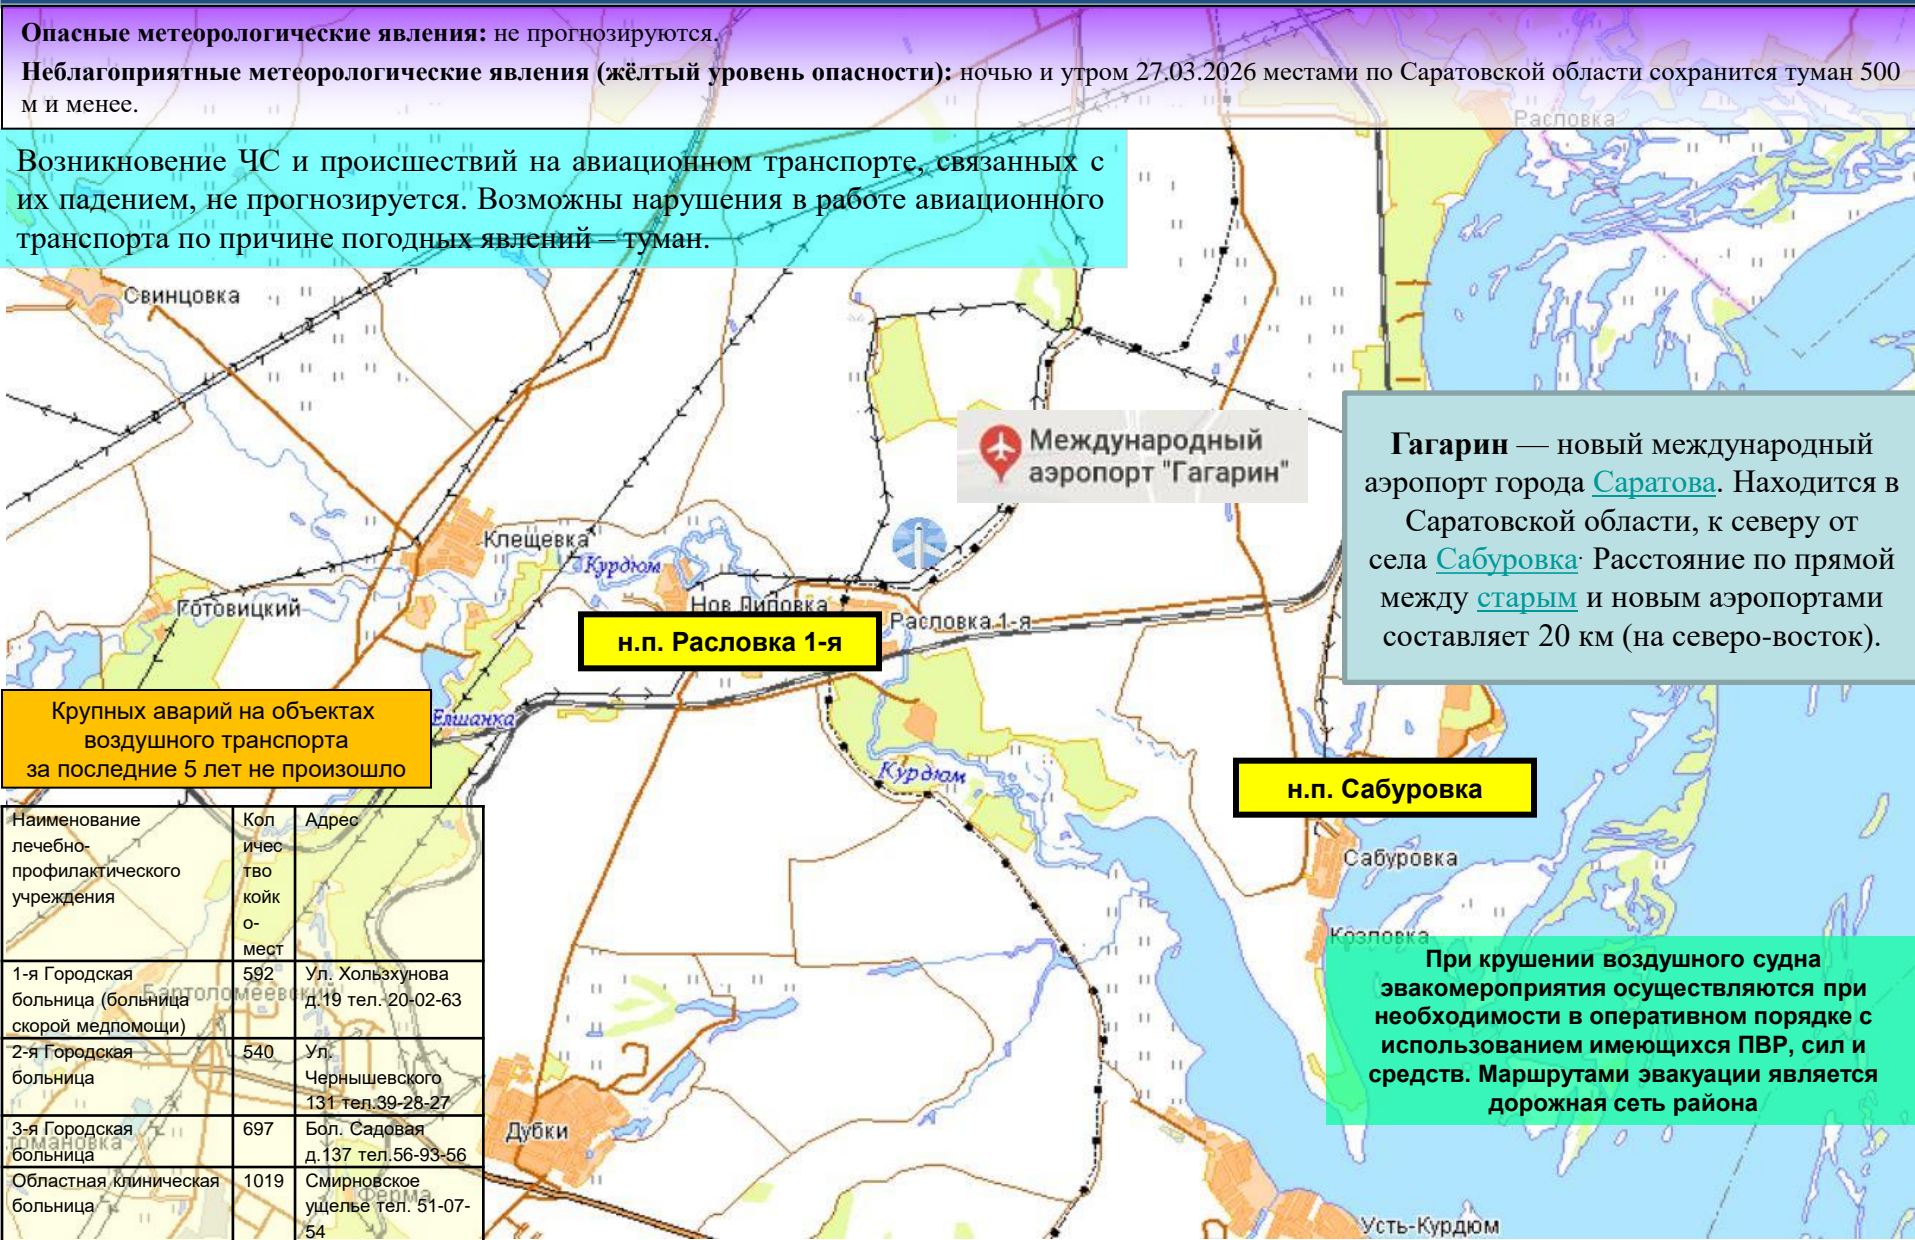 Опасные метеорологические явления: не прогнозируются.
Неблагоприятные метеорологические явления (жёлтый уровень опасности): ночью и утром 27.03.2026 местами по Саратовской области сохранится туман 500
м и менее.
Расловка
Возникновение ЧС и происшествий на авиационном транспорте, связанных с
их падением, не прогнозируется. Возможны нарушения в работе авиационного
транспорта по причине погодных явлений – туман.
Свинцовка
Международный
аэропорт "Гагарин"
Гагарин — новый международный
аэропорт города Саратова. Находится в
Саратовской области, к северу от
села Сабуровка. Расстояние по прямой
между старым и новым аэропортами
составляет 20 км (на северо-восток).
Клещевка
Курдюм
Готовицкий
Нов.Липовка
Расловка 1-я
н.п. Расловка 1-я
Елшанка
Крупных аварий на объектах
воздушного транспорта
за последние 5 лет не произошло
Курдюм
н.п. Сабуровка
Сабуровка
Козловка
Наименование
лечебно-
профилактического
учреждения
Кол
ичес
тво
койк
о-
мест
Адрес
1-я Городская
больница (больница
скорой медпомощи)
592
Ул. Хользунова
д.19 тел. 20-02-63
Бартоломеевский
2-я Городская
больница
540
Ул.
Чернышевского
131 тел.39-28-27
3-я Городская
больница
697
Бол. Садовая
д.137 тел.56-93-56
томановка
Областная клиническая
больница
1019
Смирновское
ущелье тел. 51-07-
54
Ферма
Дубки
При крушении воздушного судна
эвакомероприятия осуществляются при
необходимости в оперативном порядке с
использованием имеющихся ПВР, сил и
средств. Маршрутами эвакуации является
дорожная сеть района
Усть-Курдюм